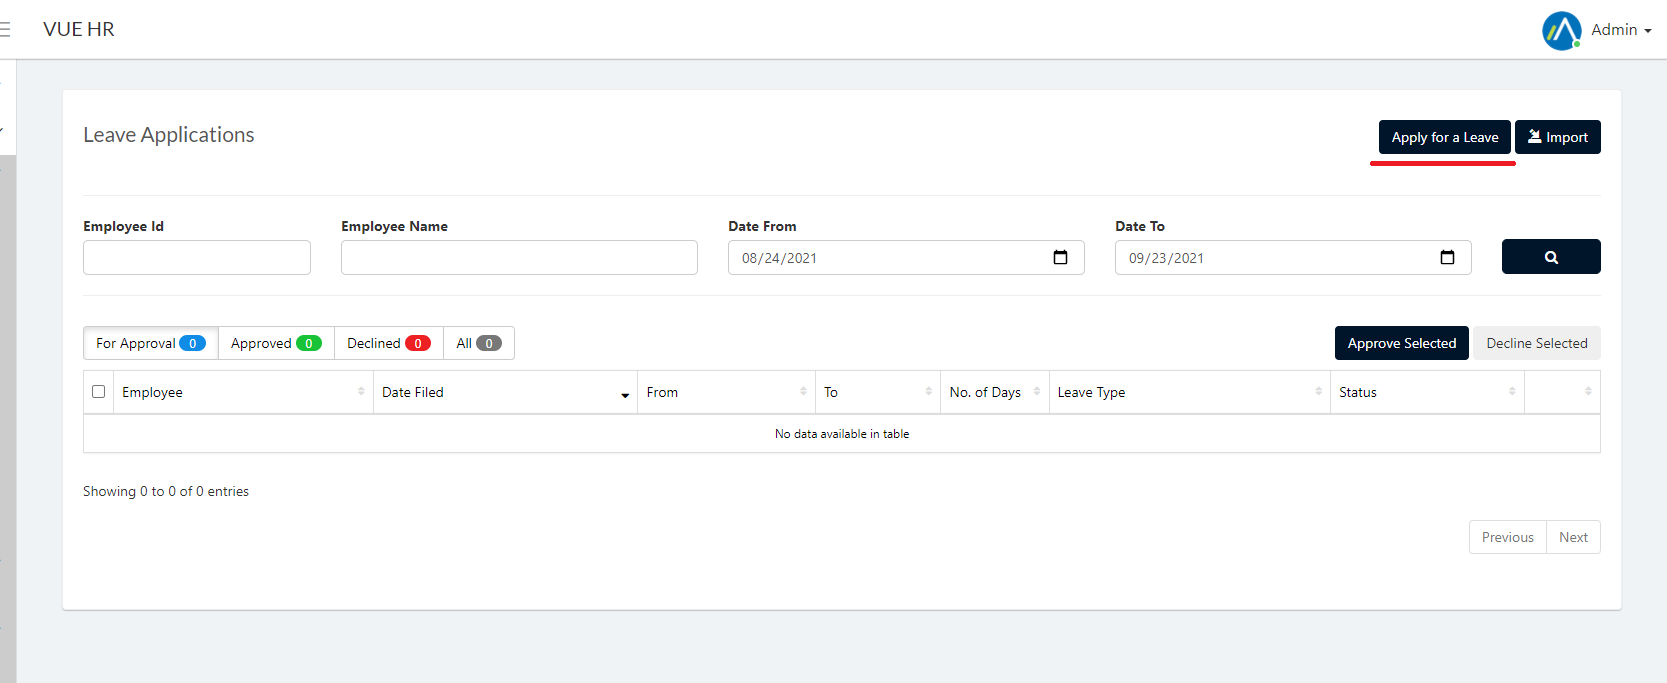 VUE HR
Admin
Leave Applications
Apply for a Leave
Import
Employee Id
Employee Name
Date From
Date To
08/24/2021
09/23/2021
For Approval 0
Approved 0
Declined 0
All 0
Approve Selected
Decline Selected
Employee
Date Filed
From
To
No. of Days
Leave Type
Status
No data available in table
Showing 0 to 0 of 0 entries
Previous
Next